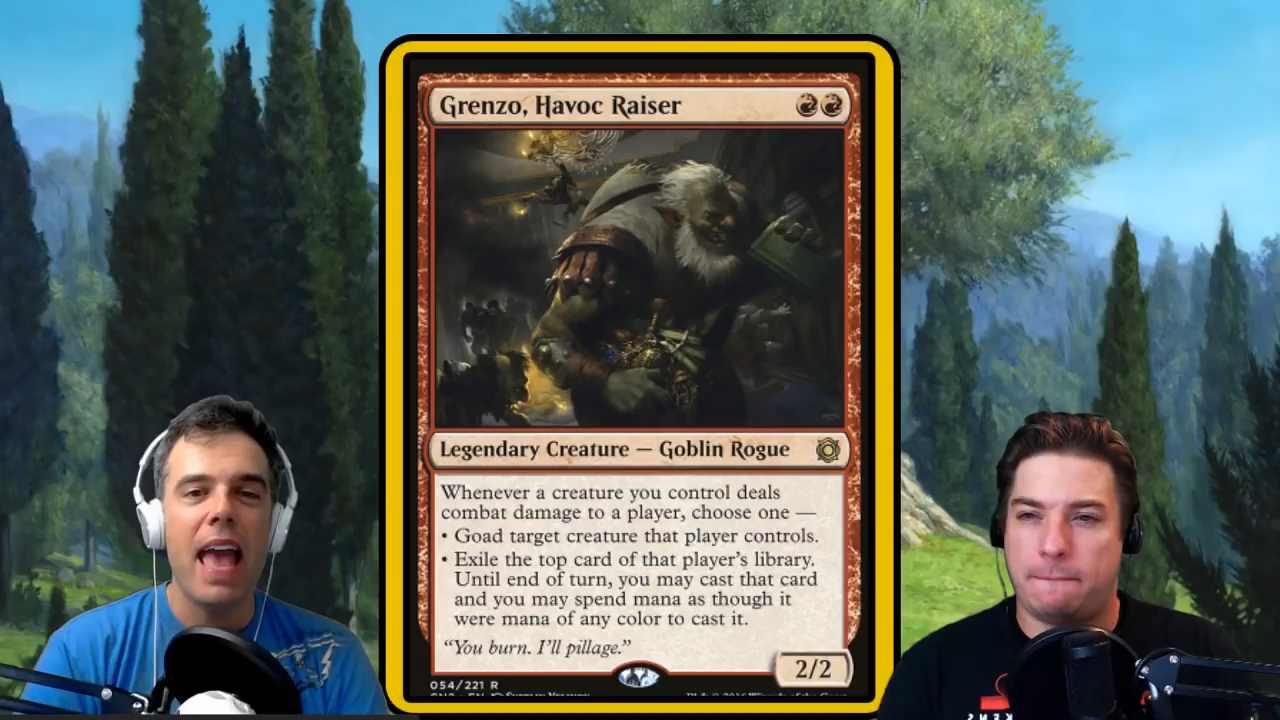 Grenzo, Havoc Raiser
Legendary Creature — Goblin Rogue
Whenever a creature you control deals
combat damage to a player, choose one —
• Goad target creature that player controls.
• Exile the top card of that player's library.
Until end of turn, you may cast that card
and you may spend mana as though it
were mana of any color to cast it.
"You burn. I'll pillage."
2/2
054/221 R